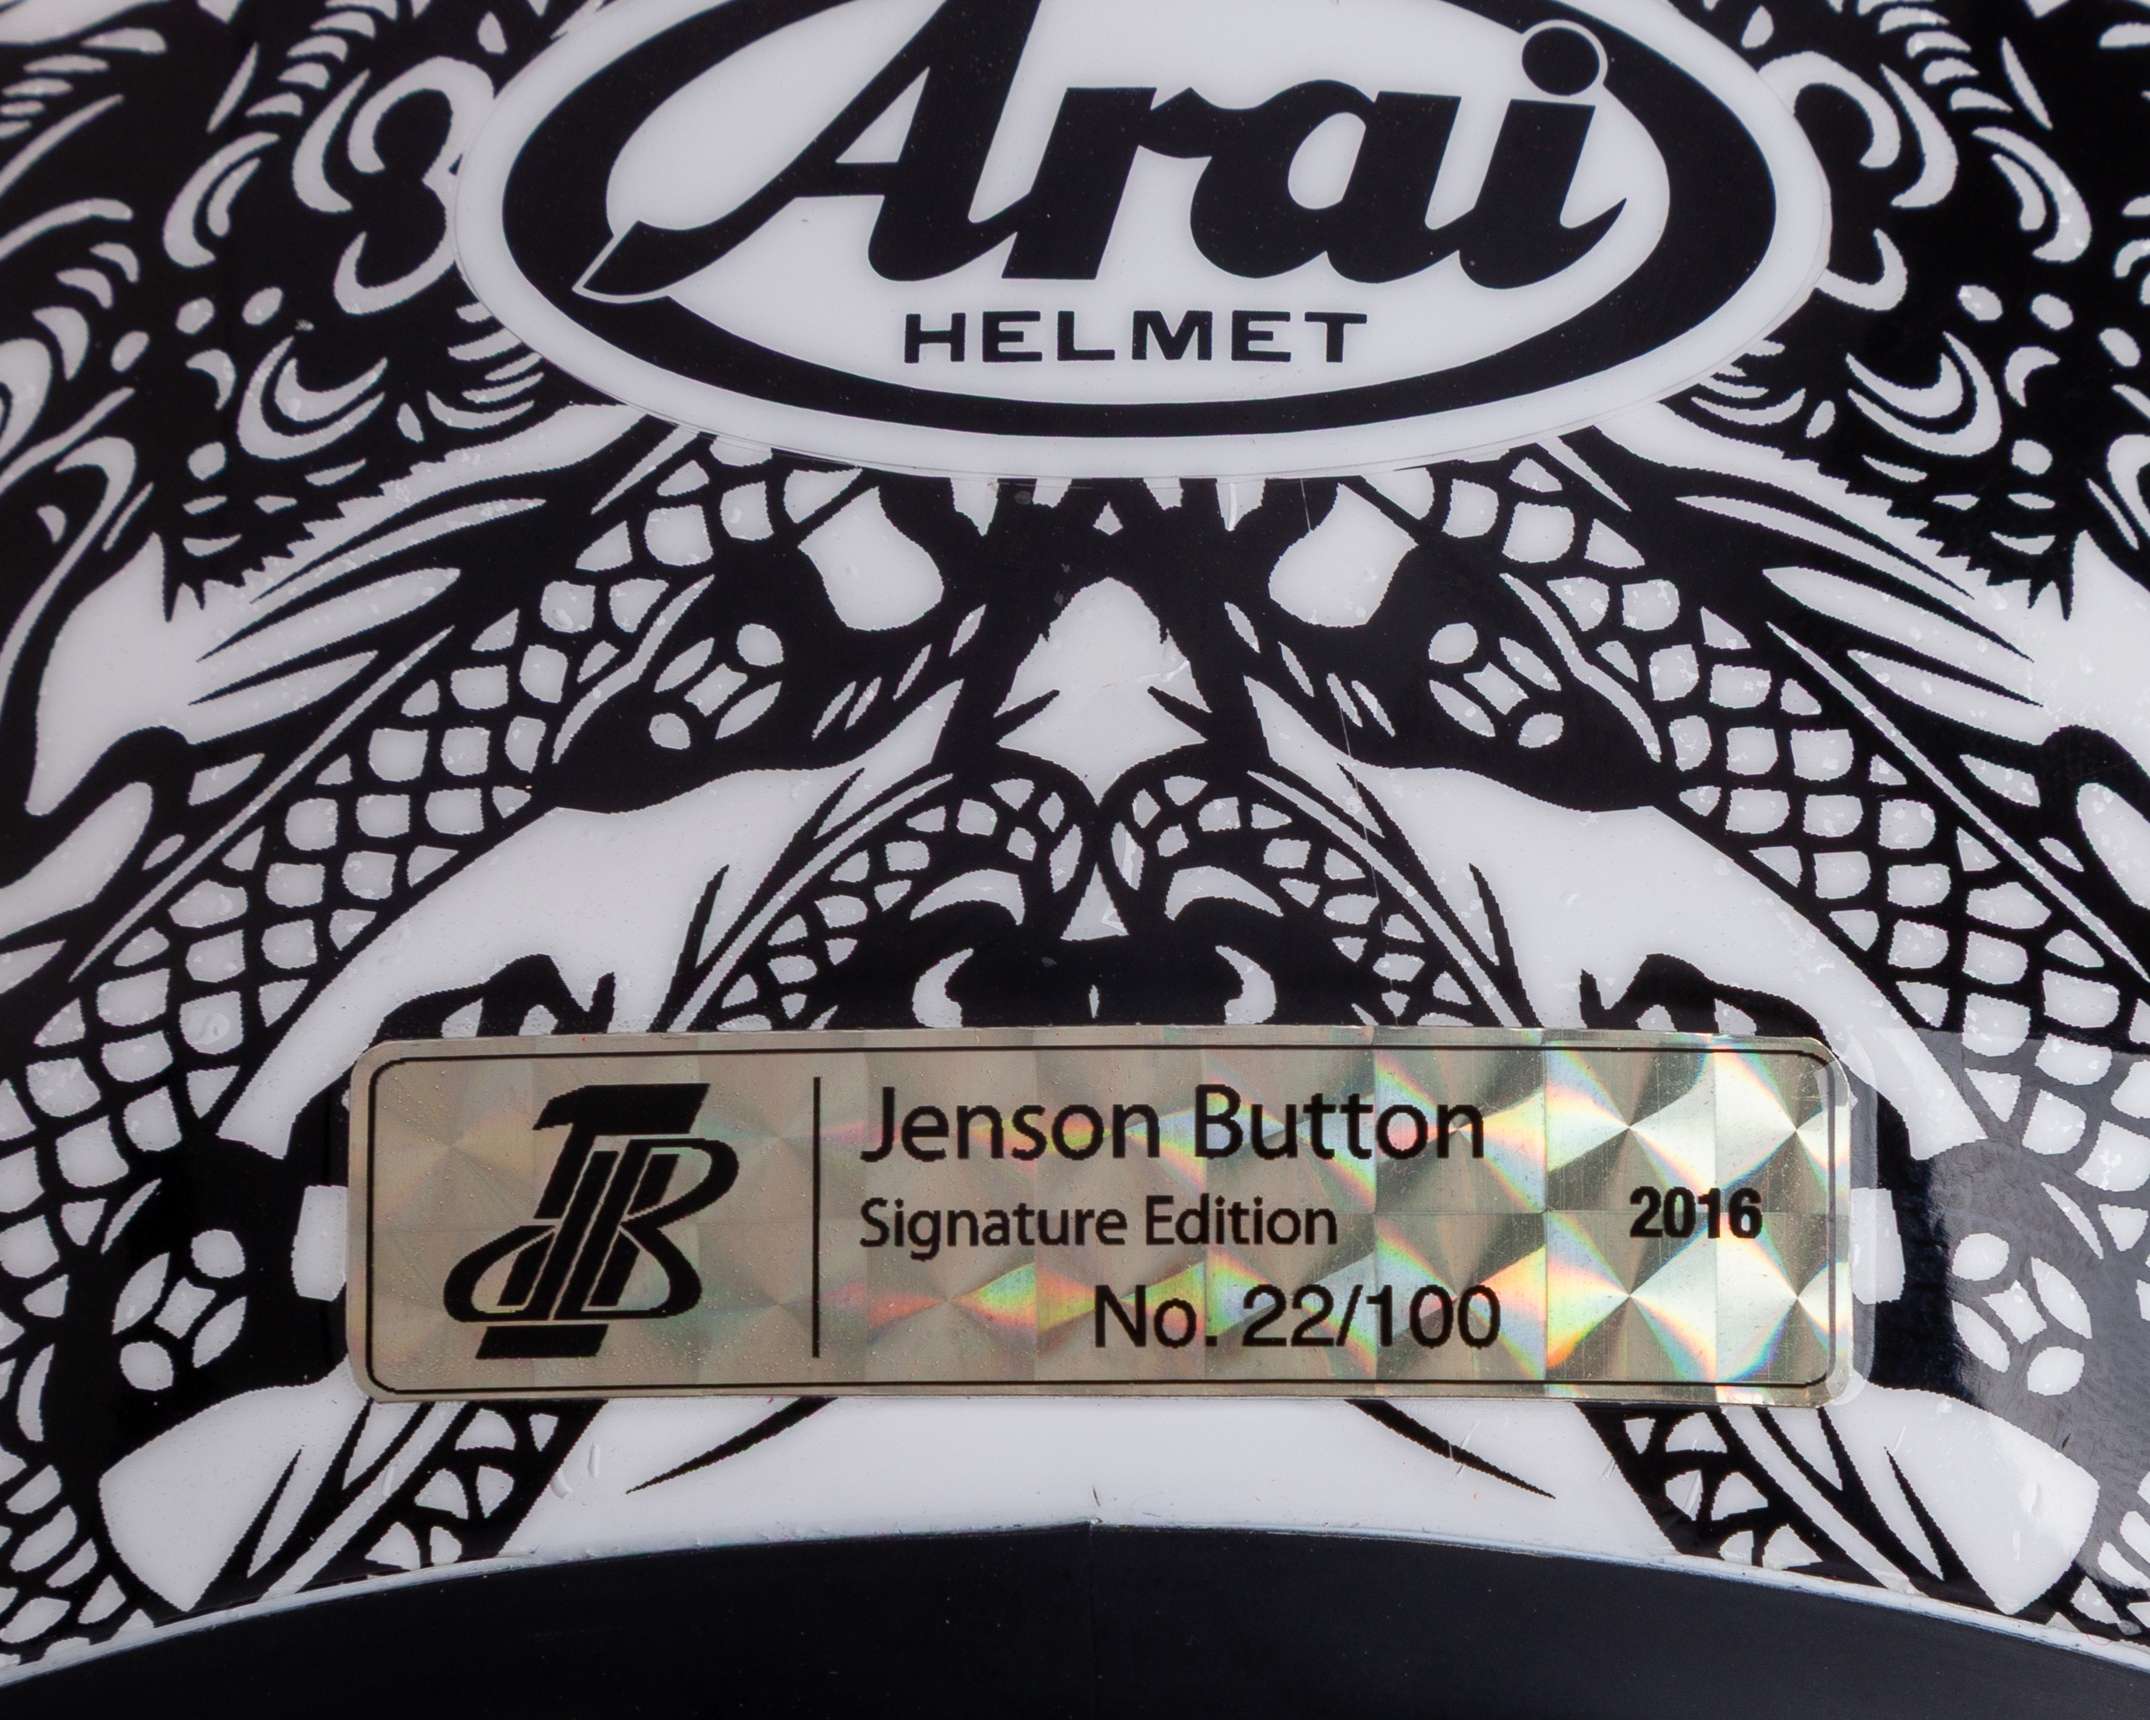 Arai
HELMET
Jenson Button
Signature Edition
2016
No. 22/100